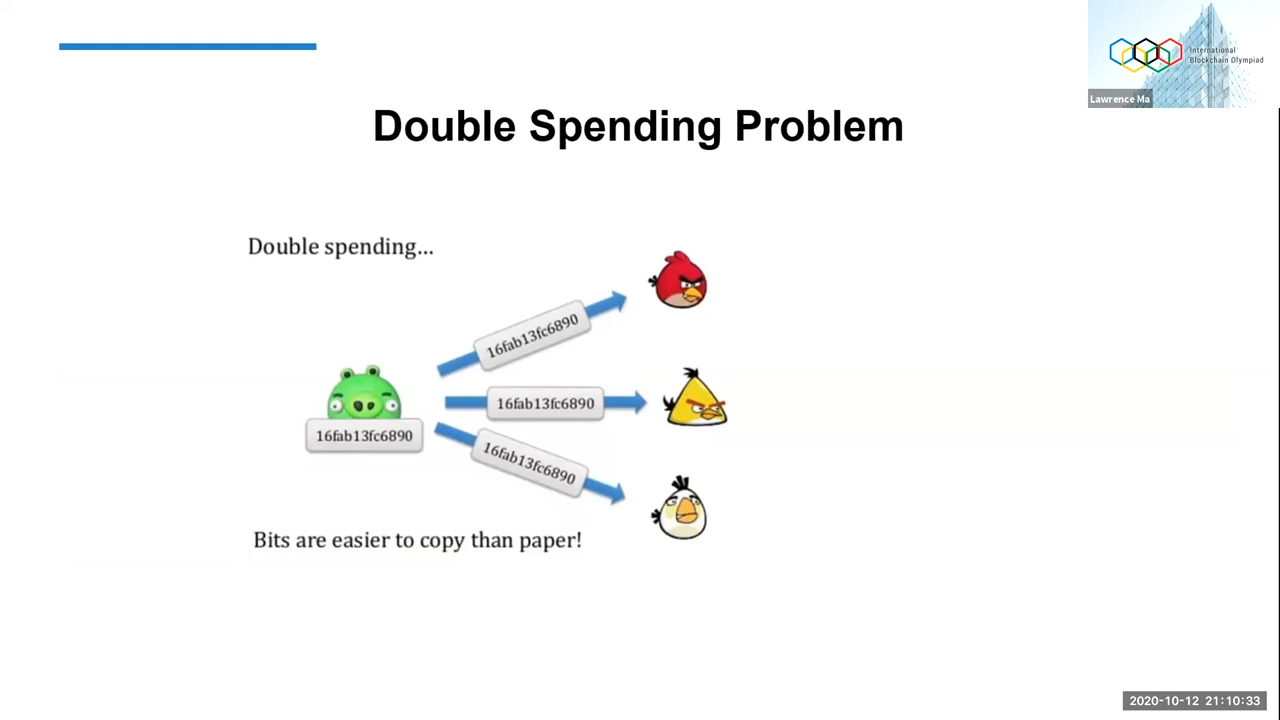 International
Blockchain Olympiad
Lawrence Ma
Double Spending Problem
Double spending...
16fab13fc6890
16fab13fc6890
16fab13fc6890
16fab13fc6890
Bits are easier to copy than paper!
2020-10-12 21:10:33